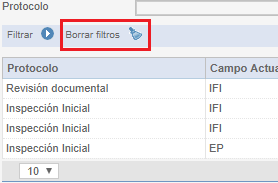 Protocolo
Filtrar Borrar filtros
Protocolo Campo Actua
Revisión documental IFI
Inspección Inicial IFI
Inspección Inicial IFI
Inspección Inicial EP
10